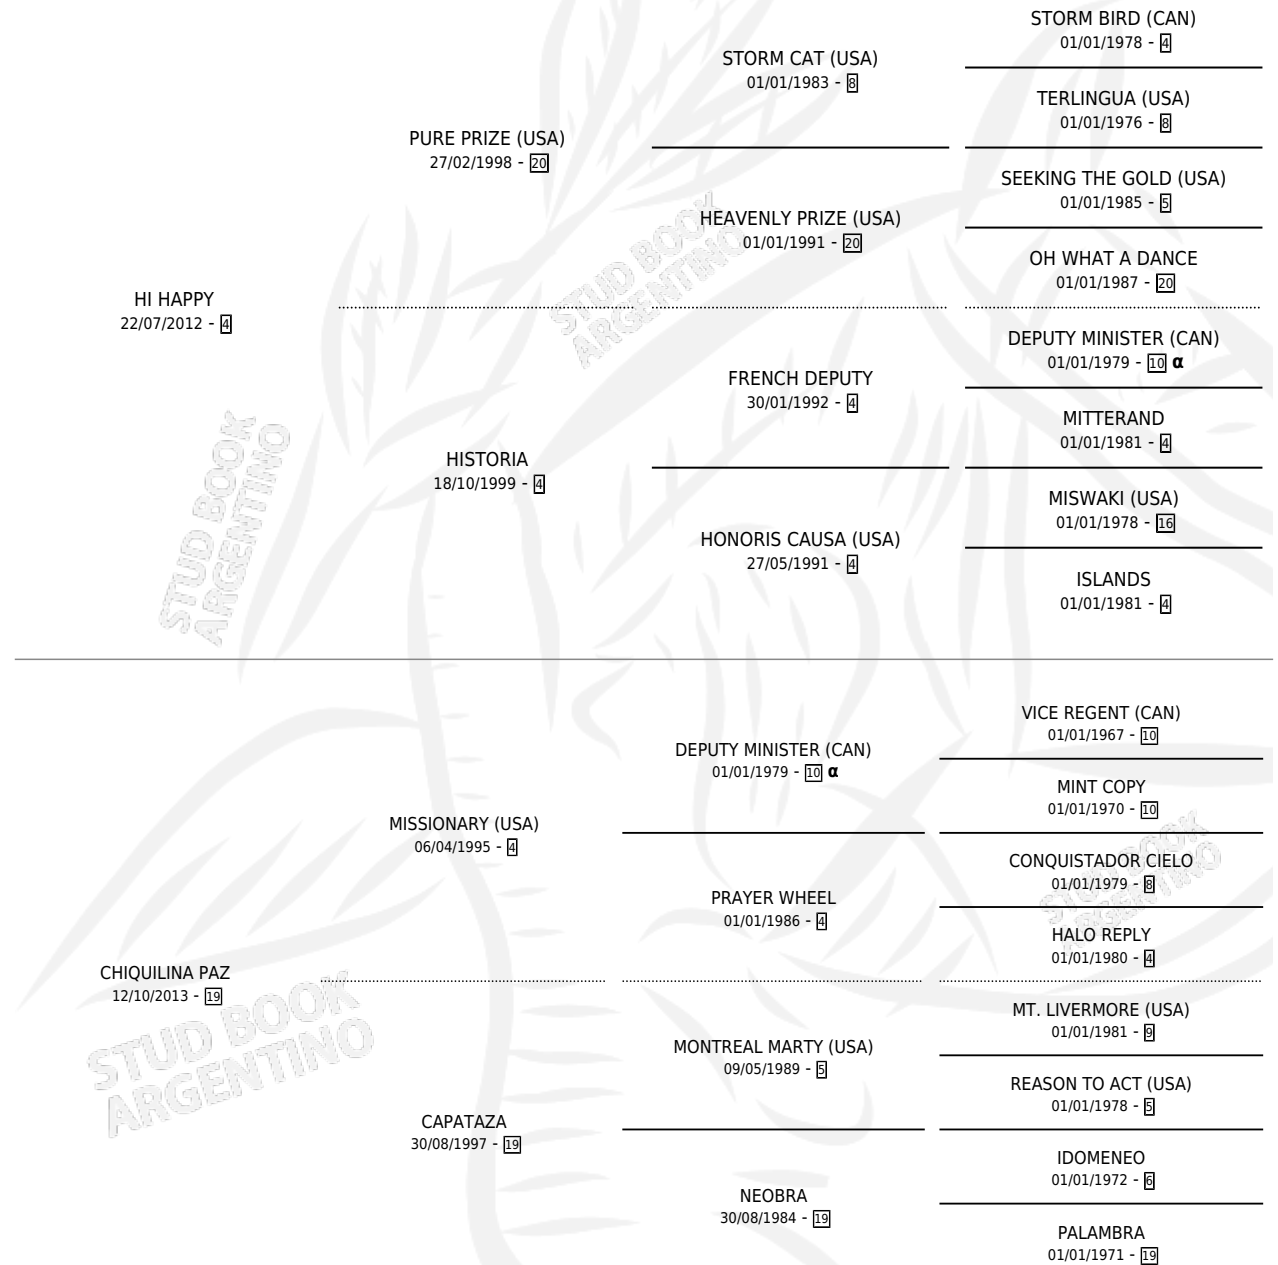 STORM BIRD (CAN)
01/01/1978 - 4
STORM CAT (USA)
01/01/1983 - 8
TERLINGUA (USA)
01/01/1976 - 8
PURE PRIZE (USA)
27/02/1998 - 20
SEEKING THE GOLD (USA)
01/01/1985 - 5
HEAVENLY PRIZE (USA)
01/01/1991 - 20
OH WHAT A DANCE
01/01/1987 - 20
HI HAPPY
22/07/2012 - 4
DEPUTY MINISTER (CAN)
01/01/1979 - 10 α
FRENCH DEPUTY
30/01/1992 - 4
MITTERAND
01/01/1981 - 4
HISTORIA
18/10/1999 - 4
MISWAKI (USA)
01/01/1978 - 16
HONORIS CAUSA (USA)
27/05/1991 - 4
ISLANDS
01/01/1981 - 4
VICE REGENT (CAN)
01/01/1967 - 10
DEPUTY MINISTER (CAN)
01/01/1979 - 10 α
MINT COPY
01/01/1970 - 10
MISSIONARY (USA)
06/04/1995 - 4
CONQUISTADOR CIELO
01/01/1979 - 8
PRAYER WHEEL
01/01/1986 - 4
HALO REPLY
01/01/1980 - 4
CHIQUILINA PAZ
12/10/2013 - 19
MT. LIVERMORE (USA)
01/01/1981 - 9
MONTREAL MARTY (USA)
09/05/1989 - 5
REASON TO ACT (USA)
01/01/1978 - 5
CAPATAZA
30/08/1997 - 19
IDOMENEO
01/01/1972 - 6
NEOBRA
30/08/1984 - 19
PALAMBRA
01/01/1971 - 19
STUD BOOK
ARGENTINO
STUD BOOK
ARGENTINO
STUD BOOK
ARGENTINO
STUD BOOK
ARGENTINO